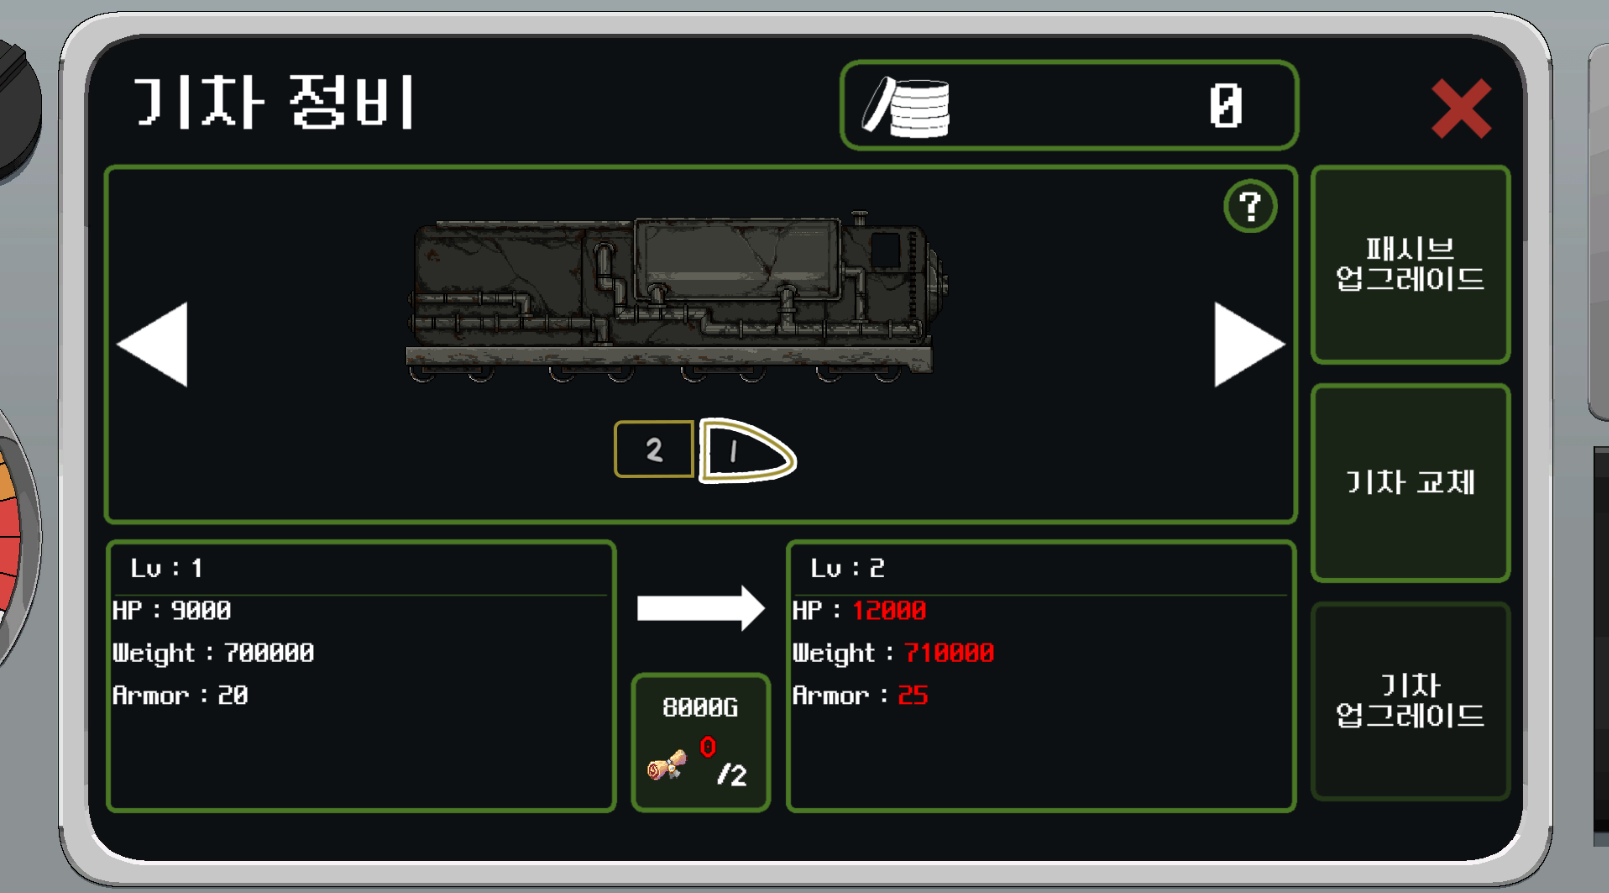 기차 정비
0
?
패시브
업그레이드
2
1
기차 교체
Lv : 1
HP : 9000
Weight : 700000
Armor : 20
8000G
0
/2
Lv : 2
HP : 12000
Weight : 710000
Armor : 25
기차
업그레이드